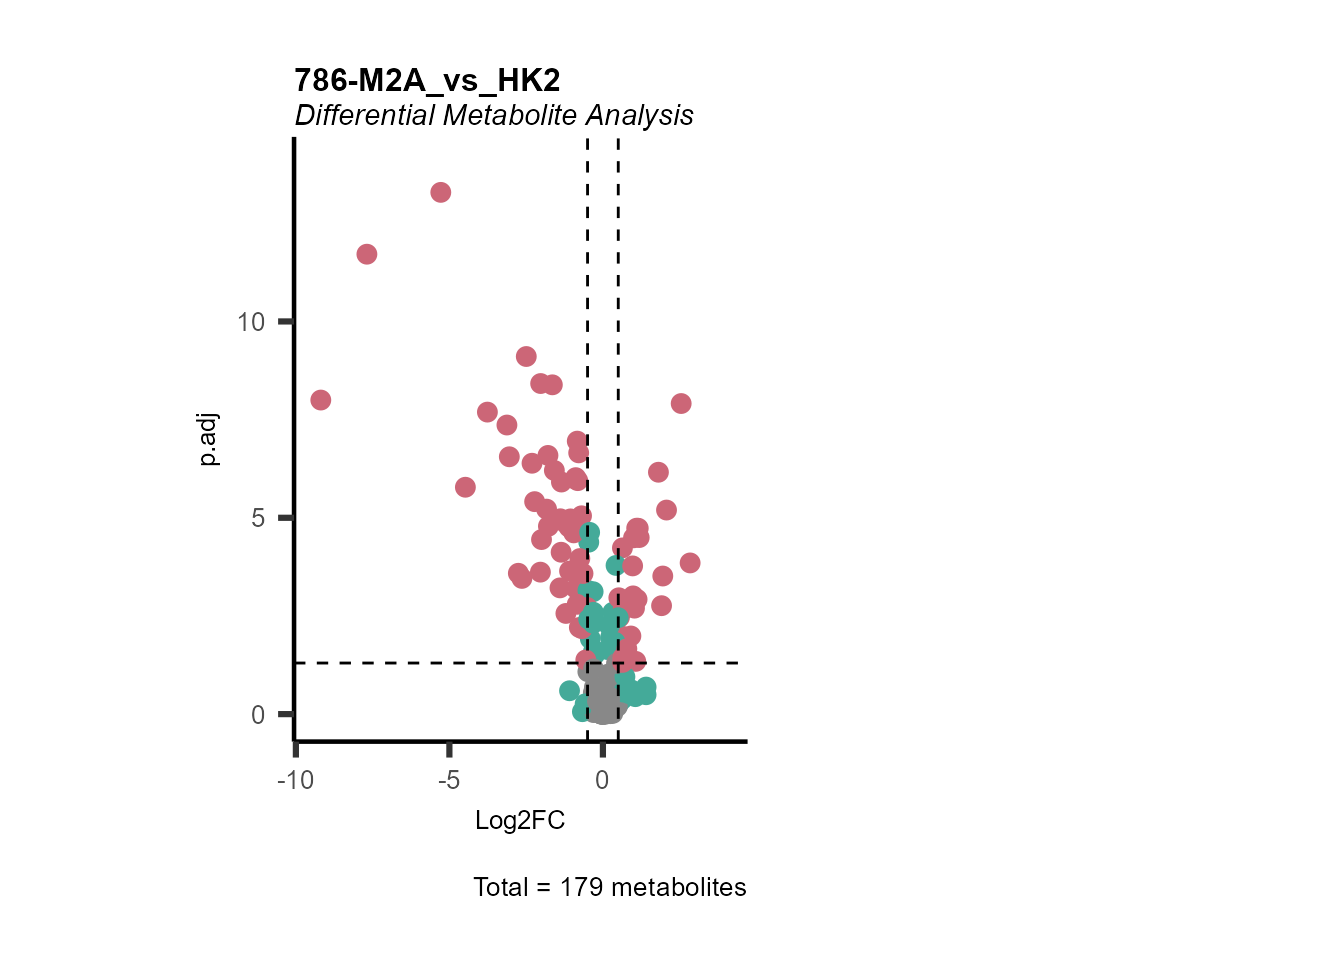 786-M2A_vs_HK2
Differential Metabolite Analysis
10
5
0
p.adj
-10
-5
0
Log2FC
Total = 179 metabolites